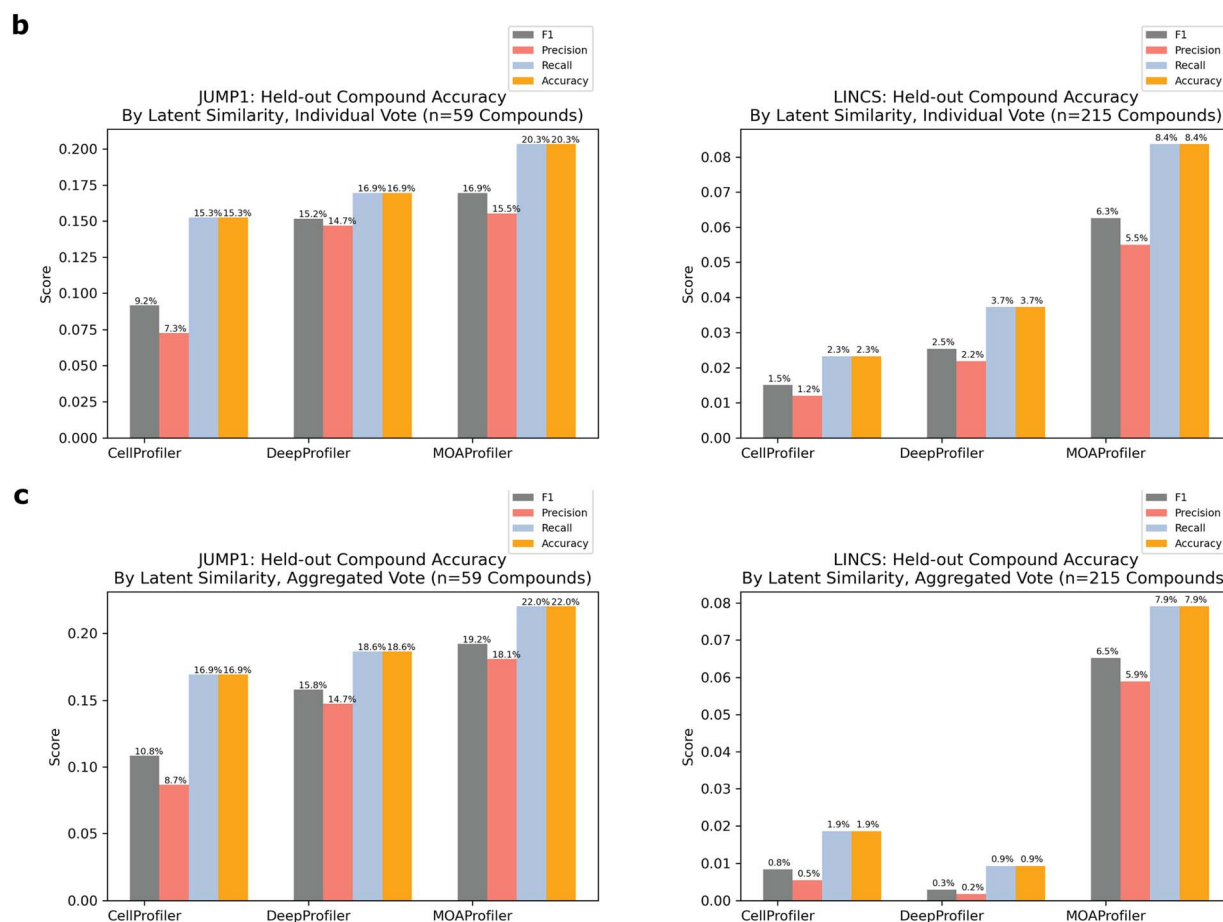 b
F1
Precision
Recall
Accuracy
JUMP1: Held-out Compound Accuracy
By Latent Similarity, Individual Vote (n=59 Compounds)
Score
0.200
0.175
0.150
0.125
0.100
0.075
0.050
0.025
0.000
9.2%
7.3%
15.3%
15.3%
15.2%
14.7%
16.9%
16.9%
16.9%
15.5%
20.3%
20.3%
CellProfiler
DeepProfiler
MOAProfiler
F1
Precision
Recall
Accuracy
LINCS: Held-out Compound Accuracy
By Latent Similarity, Individual Vote (n=215 Compounds)
Score
0.08
0.07
0.06
0.05
0.04
0.03
0.02
0.01
0.00
1.5%
1.2%
2.3%
2.3%
2.5%
2.2%
3.7%
3.7%
6.3%
5.5%
8.4%
8.4%
CellProfiler
DeepProfiler
MOAProfiler
c
F1
Precision
Recall
Accuracy
JUMP1: Held-out Compound Accuracy
By Latent Similarity, Aggregated Vote (n=59 Compounds)
Score
0.20
0.15
0.10
0.05
0.00
10.8%
8.7%
16.9%
16.9%
15.8%
14.7%
18.6%
18.6%
19.2%
18.1%
22.0%
22.0%
CellProfiler
DeepProfiler
MOAProfiler
F1
Precision
Recall
Accuracy
LINCS: Held-out Compound Accuracy
By Latent Similarity, Aggregated Vote (n=215 Compounds
Score
0.08
0.07
0.06
0.05
0.04
0.03
0.02
0.01
0.00
0.8%
0.5%
1.9%
1.9%
0.3%
0.2%
0.9%
0.9%
6.5%
5.9%
7.9%
7.9%
CellProfiler
DeepProfiler
MOAProfiler